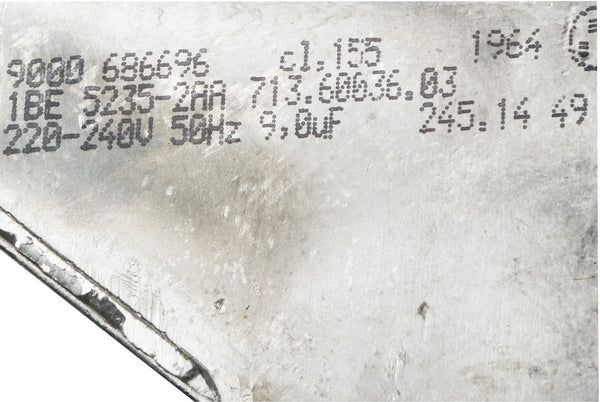 9000 686696 cl.155 1964
1BE 5235-2AA 713.60036.03
220-240V 50Hz 9,0uF 245.14 49